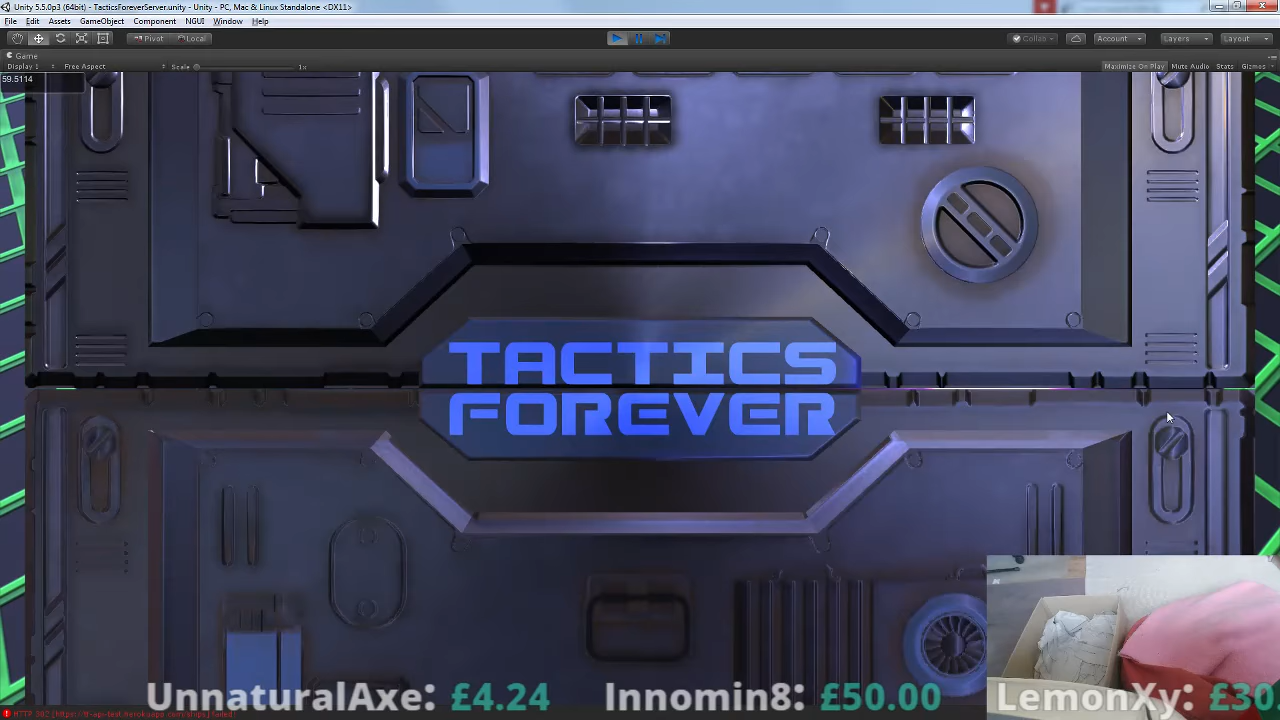 Unity 5.5.0p3 (64bit) - TacticsForeverServer.unity - Unity - PC, Mac & Linux Standalone <DX11>
File Edit Assets GameObject Component NGUI Window Help
Pivot Local Collab Account Layers Layout
Game
Display 1 Free Aspect Scale 1x Maximize On Play Mute Audio Stats Gizmos
59.5114
TACTICS
FOREVER
UnnaturalAxe: £4.24 Innomin8: £50.00 LemonXy: £30.